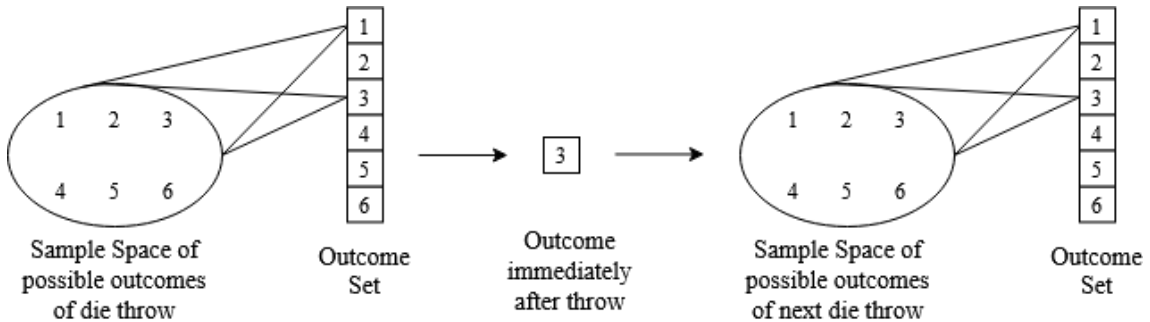 1
2
3
4
5
6
1 2 3
4 5 6
Sample Space of
possible outcomes
of die throw
Outcome
Set
3
Outcome
immediately
after throw
1 2 3
4 5 6
Sample Space of
possible outcomes
of next die throw
1
2
3
4
5
6
Outcome
Set